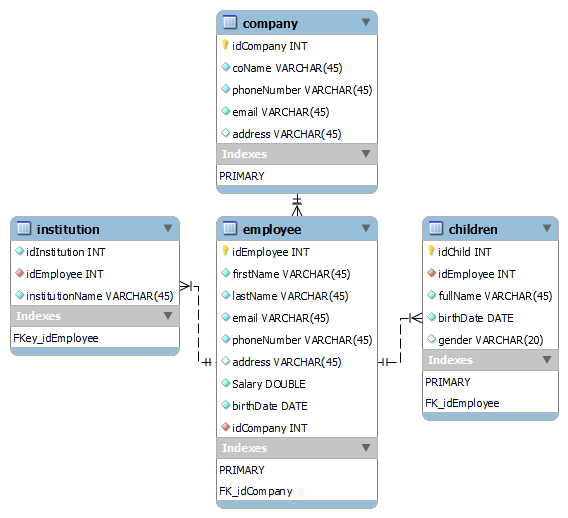 company
idCompany INT
coName VARCHAR(45)
phoneNumber VARCHAR(45)
email VARCHAR(45)
address VARCHAR(45)
Indexes
PRIMARY
institution
idInstitution INT
idEmployee INT
institutionName VARCHAR(45)
Indexes
FKey_idEmployee
employee
idEmployee INT
firstName VARCHAR(45)
lastName VARCHAR(45)
email VARCHAR(45)
phoneNumber VARCHAR(45)
address VARCHAR(45)
Salary DOUBLE
birthDate DATE
idCompany INT
Indexes
PRIMARY
FK_idCompany
children
idChild INT
idEmployee INT
fullName VARCHAR(45)
birthDate DATE
gender VARCHAR(20)
Indexes
PRIMARY
FK_idEmployee